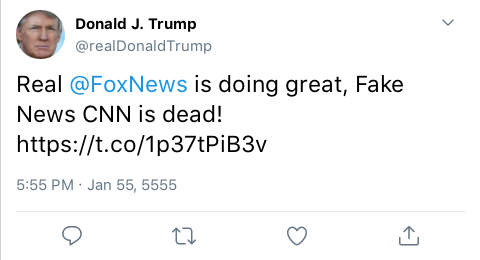 Donald J. Trump
@realDonaldTrump
Real @FoxNews is doing great, Fake
News CNN is dead!
https://t.co/1p37tPiB3v
5:55 PM · Jan 55, 5555